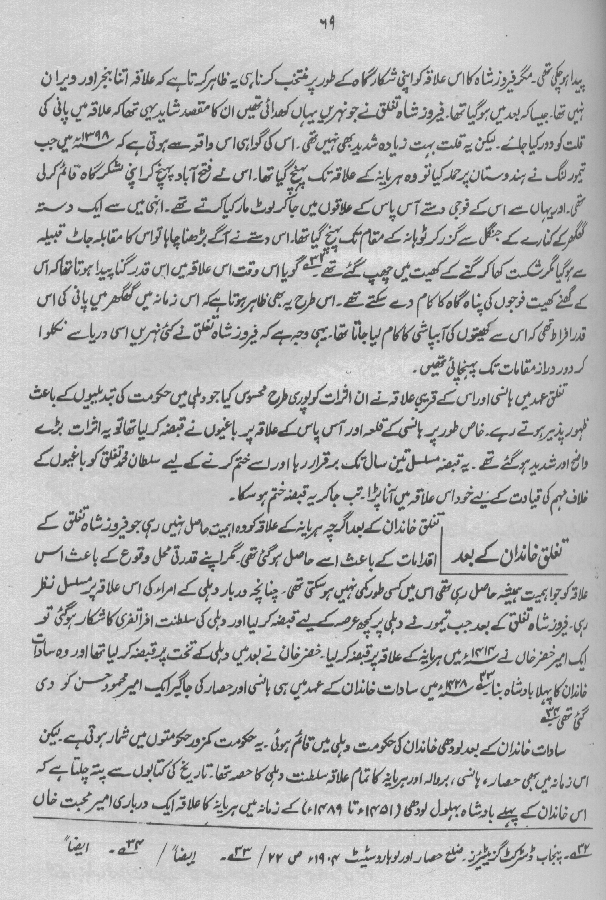 ۶۹
پیدا ہو چکی تھی۔ مگر فیروز شاہ کا اس علاقہ کو اپنی شکار گاہ کے طور پر منتخب کرنا ہی یہ ظاہر کرتا ہے کہ علاقہ اتنا بنجر اور ویران
نہیں تھا۔ جیسا کہ بعد میں ہو گیا تھا۔ فیروز شاہ تغلق نے جو نہریں یہاں کھدائی تھیں ان کا مقصد شاید یہی تھا کہ علاقہ میں پانی کی
قلت کو دور کیا جائے۔ لیکن یہ قلت بہت زیادہ شدید بھی نہیں تھی۔ اس کی گواہی اس واقعہ سے ہوتی ہے کہ ۱۳۹۸ء میں جب
تیمور لنگ نے ہندوستان پر حملہ کیا تو وہ ہریانہ کے علاقہ تک پہنچ گیا تھا۔ اس نے فتح آباد پہنچ کر اپنی لشکر گاہ قائم کر لی
تھی۔ اور یہاں سے اس کے فوجی دستے آس پاس کے علاقوں میں جا کر لوٹ مار کیا کرتے تھے۔ انہی میں سے ایک دستہ
گھگھر کے کنارے کے جنگل سے گزر کر ٹوہانہ کے مقام تک پہنچ گیا تھا۔ اس دستے نے آگے بڑھنا چاہا تو اس کا مقابلہ جاٹ قبیلہ
سے ہو گیا مگر شکست کھا کر گنے کے کھیت میں چھپ گئے تھے ۳۲ گویا اس وقت اس علاقہ میں اس قدر گنا پیدا ہوتا تھا کہ اس
کے گھنے کھیت فوجوں کی پناہ گاہ کا کام دے سکتے تھے۔ اس طرح یہ بھی ظاہر ہوتا ہے کہ اس زمانہ میں گھگھر میں پانی کی اس
قدر افراط تھی کہ اس سے کھیتوں کی آبپاشی کا کام لیا جاتا تھا۔ یہی وجہ ہے کہ فیروز شاہ تغلق نے کئی نہریں اسی دریا سے نکلوا
کر دور دراز مقامات تک پہنچائی تھیں۔
تغلق عہد میں ہانسی اور اس کے قریبی علاقہ نے ان اثرات کو پوری طرح محسوس کیا جو دہلی میں حکومت کی تبدیلیوں کے باعث
ظہور پذیر ہوتے رہے۔ خاص طور پر ہانسی کے قلعہ اور آس پاس کے علاقہ پر باغیوں نے قبضہ کر لیا تھا تو یہ اثرات بڑے
واضح اور شدید ہو گئے تھے۔ یہ قبضہ مسلسل تین سال تک برقرار رہا اور اسے ختم کرنے کے لیے سلطان محمد تغلق کو باغیوں کے
خلاف مہم کی قیادت کے لیے خود اس علاقہ میں آنا پڑا۔ تب جا کر یہ قبضہ ختم ہو سکا۔
تغلق خاندان کے بعد
تغلق خاندان کے بعد اگرچہ ہریانہ کے علاقہ کو وہ اہمیت حاصل نہیں رہی جو فیروز شاہ تغلق کے
اقدامات کے باعث اسے حاصل ہو گئی تھی۔ مگر اپنے قدرتی محل وقوع کے باعث اس
علاقہ کو جو اہمیت ہمیشہ حاصل رہی تھی اس میں کسی طور کمی نہیں ہو سکتی تھی۔ چنانچہ دربار دہلی کے امراء کی اس علاقہ پر مسلسل نظر
رہی۔ فیروز شاہ تغلق کے بعد جب تیمور نے دہلی پر کچھ عرصہ کے لیے قبضہ کر لیا اور دہلی کی سلطنت افراتفری کا شکار ہو گئی تو
ایک امیر خضر خاں نے ۱۴۱۴ء میں ہریانہ کے علاقہ پر قبضہ کر لیا۔ خضر خاں نے بعد میں دہلی کے تخت پر قبضہ کر لیا تھا اور وہ سادات
خاندان کا پہلا بادشاہ بنا ۳۳ ۱۴۲۸ء میں سادات خاندان کے عہد میں ہی ہانسی اور حصار کی جاگیر ایک امیر محمود حسن کو دی
گئی تھی ۳۴
سادات خاندان کے بعد لودھی خاندان کی حکومت دہلی میں قائم ہوئی۔ یہ حکومت کمزور حکومتوں میں شمار ہوتی ہے۔ لیکن
اس زمانہ میں بھی حصار، ہانسی، بروالہ اور ہریانہ کا تمام علاقہ سلطنت دہلی کا حصہ تھا۔ تاریخ کی کتابوں سے پتہ چلتا ہے کہ
اس خاندان کے پہلے بادشاہ بہلول لودھی (۱۴۵۱ء تا ۱۴۸۹ء) کے زمانہ میں ہریانہ کا علاقہ ایک درباری امیر محبت خاں
۳۲۔ پنجاب ڈسٹرکٹ گزیٹیئرز۔ ضلع حصار اور لوہارو سٹیٹ ۱۹۰۴ء ص ۲۲ / ۳۳۔ ایضاً / ۳۴۔ ایضاً